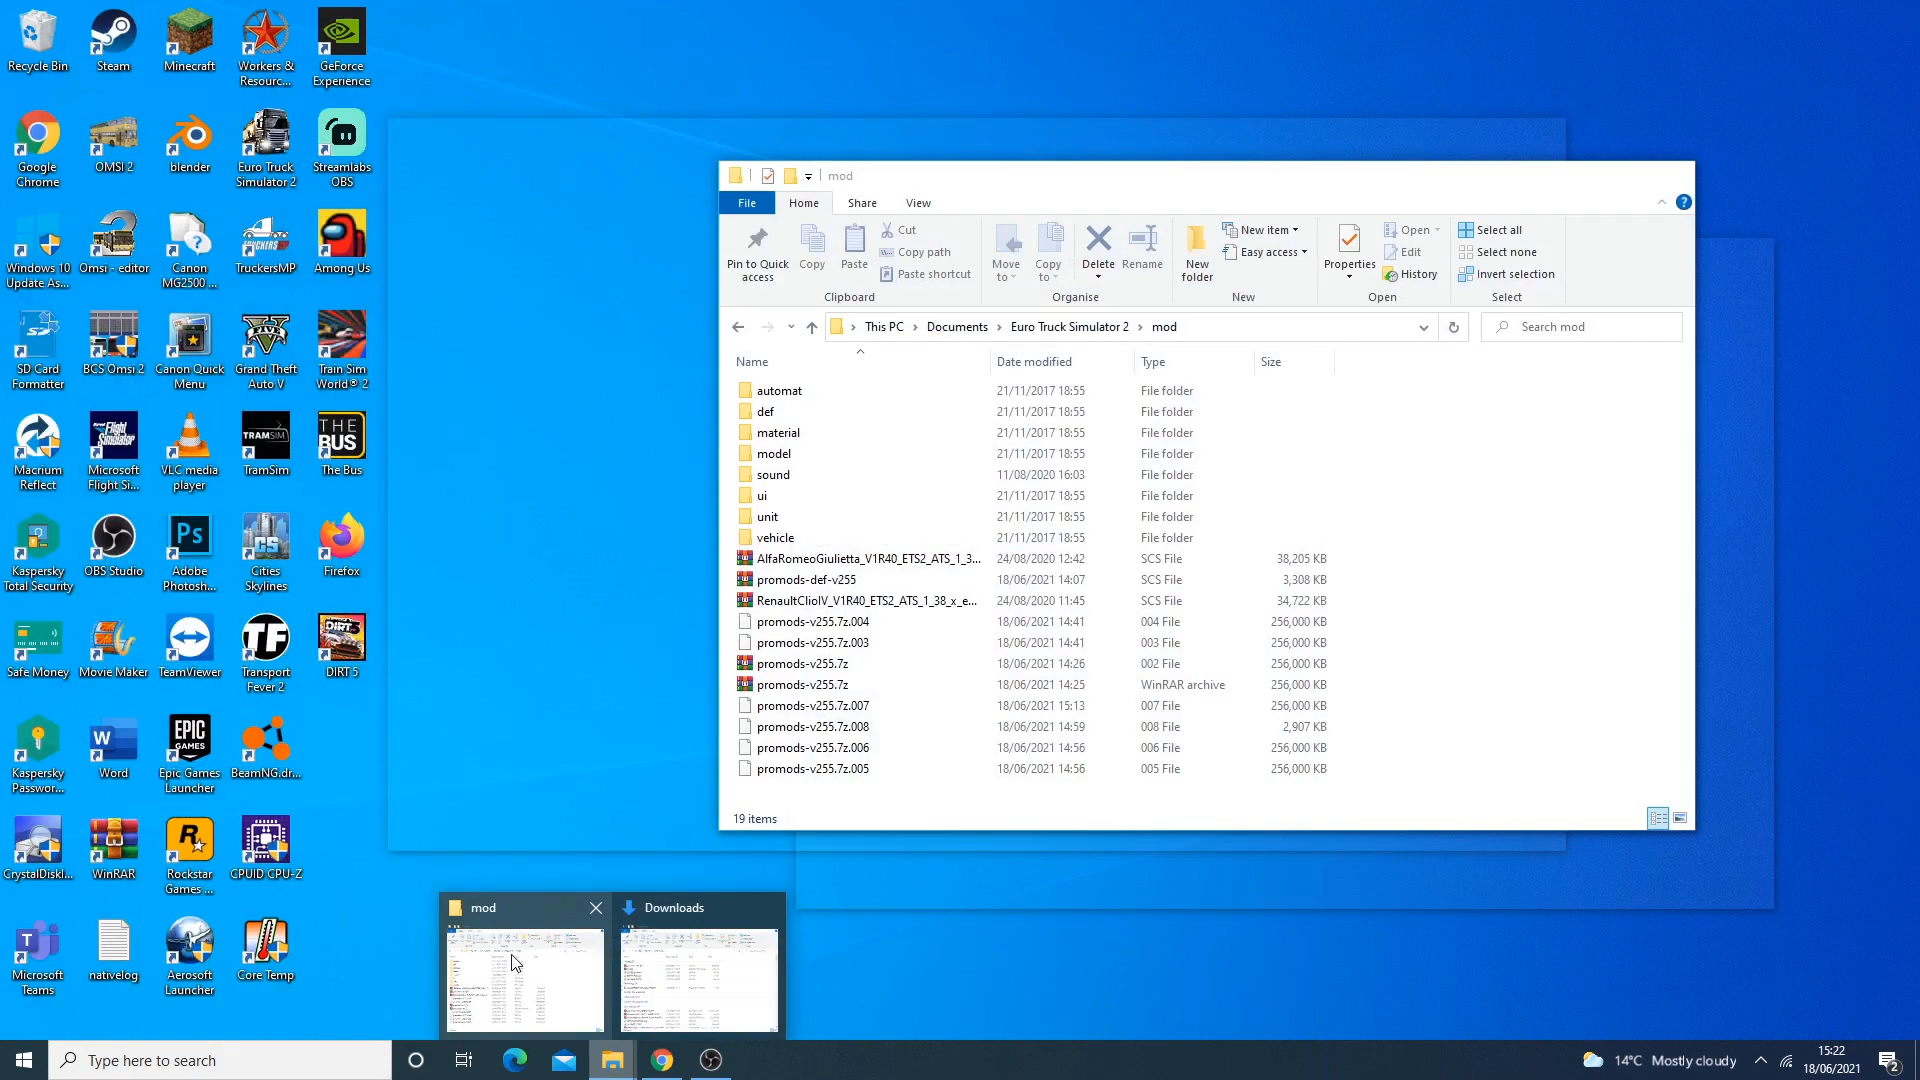 Recycle Bin
Steam
Minecraft
Workers &
Resourc...
GeForce
Experience
Google
Chrome
OMSI 2
blender
Euro Truck
Simulator 2
Streamlabs
OBS
Windows 10
Update As...
Omsi - editor
Canon
MG2500 ...
TruckersMP
Among Us
SD Card
Formatter
BCS Omsi 2
Canon Quick
Menu
Grand Theft
Auto V
Train Sim
World® 2
Macrium
Reflect
Microsoft
Flight Si...
VLC media
player
TRAMSIM
TramSim
THE
BUS
The Bus
Kaspersky
Total Security
OBS Studio
Ps
Adobe
Photosh...
CS
Cities
Skylines
Firefox
Safe Money
Movie Maker
TeamViewer
TF
Transport
Fever 2
DIRT 5
Kaspersky
Passwor...
W
Word
EPIC
GAMES
Epic Games
Launcher
BeamNG.dr...
CrystalDiskI...
WinRAR
Rockstar
Games ...
CPUID CPU-Z
Microsoft
Teams
nativelog
Aerosoft
Launcher
Core Temp
mod
File
Home
Share
View
Pin to Quick
access
Copy
Paste
Cut
Copy path
Paste shortcut
Clipboard
Move
to
Copy
to
Delete
Rename
Organise
New
folder
New item
Easy access
New
Properties
Open
Edit
History
Open
Select all
Select none
Invert selection
Select
This PC > Documents > Euro Truck Simulator 2 > mod
Search mod
Name Date modified Type Size
automat 21/11/2017 18:55 File folder
def 21/11/2017 18:55 File folder
material 21/11/2017 18:55 File folder
model 21/11/2017 18:55 File folder
sound 11/08/2020 16:03 File folder
ui 21/11/2017 18:55 File folder
unit 21/11/2017 18:55 File folder
vehicle 21/11/2017 18:55 File folder
AlfaRomeoGiulietta_V1R40_ETS2_ATS_1_3... 24/08/2020 12:42 SCS File 38,205 KB
promods-def-v255 18/06/2021 14:07 SCS File 3,308 KB
RenaultClioIV_V1R40_ETS2_ATS_1_38_x_e... 24/08/2020 11:45 SCS File 34,722 KB
promods-v255.7z.004 18/06/2021 14:41 004 File 256,000 KB
promods-v255.7z.003 18/06/2021 14:41 003 File 256,000 KB
promods-v255.7z 18/06/2021 14:26 002 File 256,000 KB
promods-v255.7z 18/06/2021 14:25 WinRAR archive 256,000 KB
promods-v255.7z.007 18/06/2021 15:13 007 File 256,000 KB
promods-v255.7z.008 18/06/2021 14:59 008 File 2,907 KB
promods-v255.7z.006 18/06/2021 14:56 006 File 256,000 KB
promods-v255.7z.005 18/06/2021 14:56 005 File 256,000 KB
19 items
mod
Downloads
Type here to search
14°C Mostly cloudy
15:22
18/06/2021
2